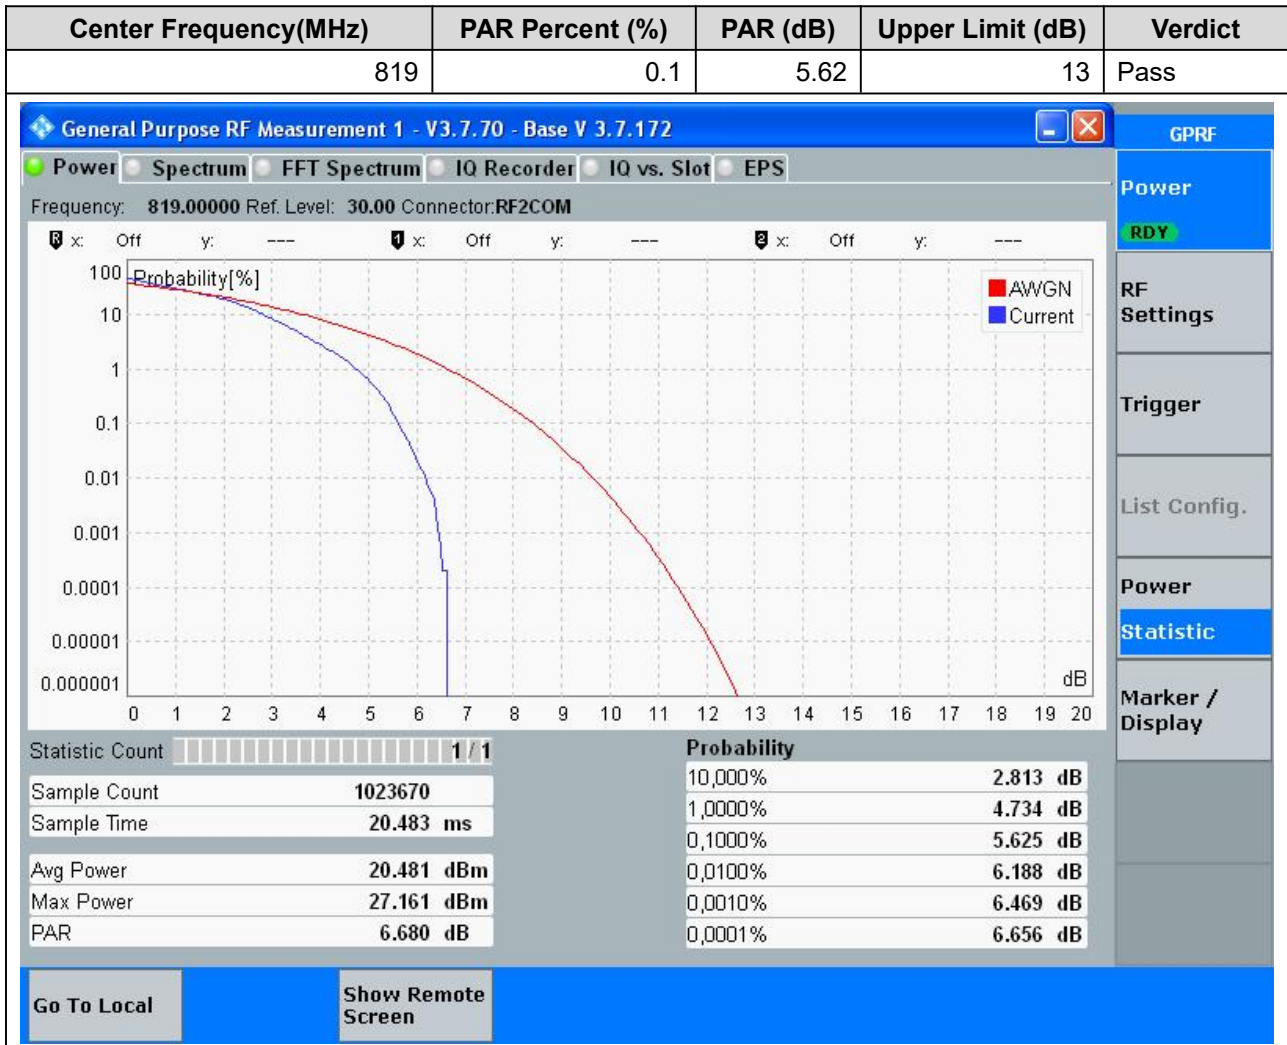 Center Frequency(MHz) PAR Percent (%) PAR (dB) Upper Limit (dB) Verdict
819 0.1 5.62 13 Pass
General Purpose RF Measurement 1 - V3.7.70 - Base V 3.7.172
GPRF
Power Spectrum FFT Spectrum IQ Recorder IQ vs. Slot EPS
Frequency: 819.00000 Ref. Level: 30.00 Connector:RF2COM
R x: Off y: --- 1 x: Off y: --- 2 x: Off y: ---
Probability[%]
AWGN
Current
100
10
1
0.1
0.01
0.001
0.0001
0.00001
0.000001
dB
0 1 2 3 4 5 6 7 8 9 10 11 12 13 14 15 16 17 18 19 20
Statistic Count 1 / 1
Sample Count 1023670
Sample Time 20.483 ms
Avg Power 20.481 dBm
Max Power 27.161 dBm
PAR 6.680 dB
Probability
10,000% 2.813 dB
1,0000% 4.734 dB
0,1000% 5.625 dB
0,0100% 6.188 dB
0,0010% 6.469 dB
0,0001% 6.656 dB
Power
RDY
RF
Settings
Trigger
List Config.
Power
Statistic
Marker /
Display
Go To Local
Show Remote
Screen